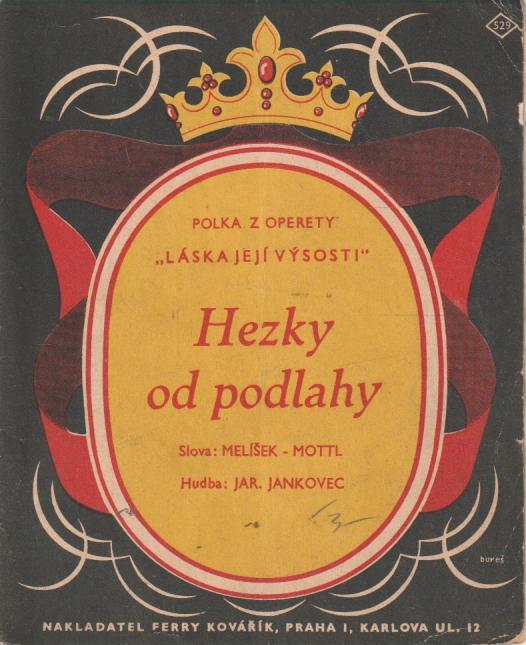 529
POLKA Z OPERETY
„LÁSKA JEJÍ VÝSOSTI"
Hezky
od podlahy
Slova: MELÍŠEK - MOTTL
Hudba: JAR. JANKOVEC
bureš
NAKLADATEL FERRY KOVÁŘÍK, PRAHA I, KARLOVA UL. 12